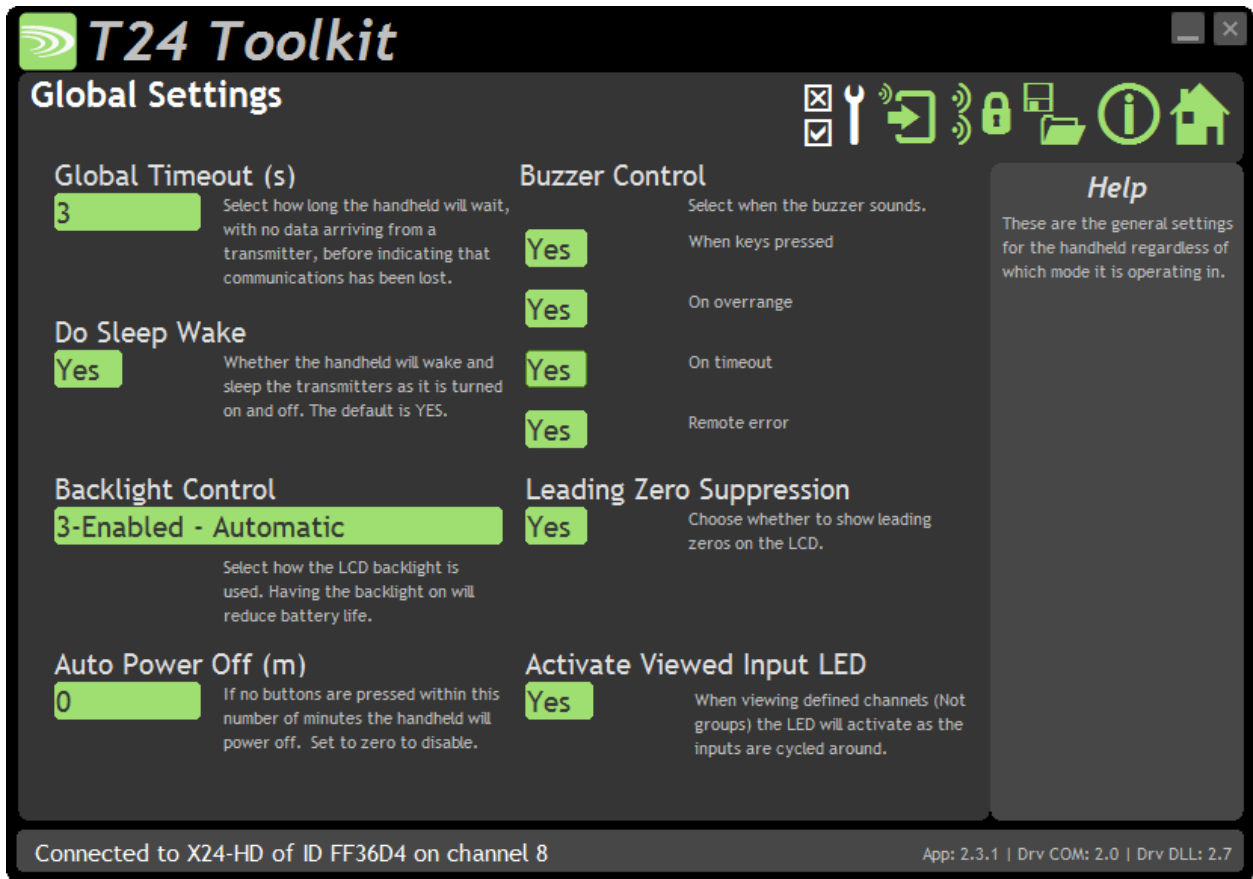 T24 Toolkit
Global Settings
Global Timeout (s)
3
Select how long the handheld will wait,
with no data arriving from a
transmitter, before indicating that
communications has been lost.
Do Sleep Wake
Yes
Whether the handheld will wake and
sleep the transmitters as it is turned
on and off. The default is YES.
Backlight Control
3-Enabled - Automatic
Select how the LCD backlight is
used. Having the backlight on will
reduce battery life.
Auto Power Off (m)
0
If no buttons are pressed within this
number of minutes the handheld will
power off. Set to zero to disable.
Buzzer Control
Select when the buzzer sounds.
Yes
When keys pressed
Yes
On overrange
Yes
On timeout
Yes
Remote error
Leading Zero Suppression
Yes
Choose whether to show leading
zeros on the LCD.
Activate Viewed Input LED
Yes
When viewing defined channels (Not
groups) the LED will activate as the
inputs are cycled around.
Help
These are the general settings
for the handheld regardless of
which mode it is operating in.
Connected to X24-HD of ID FF36D4 on channel 8
App: 2.3.1 | Drv COM: 2.0 | Drv DLL: 2.7